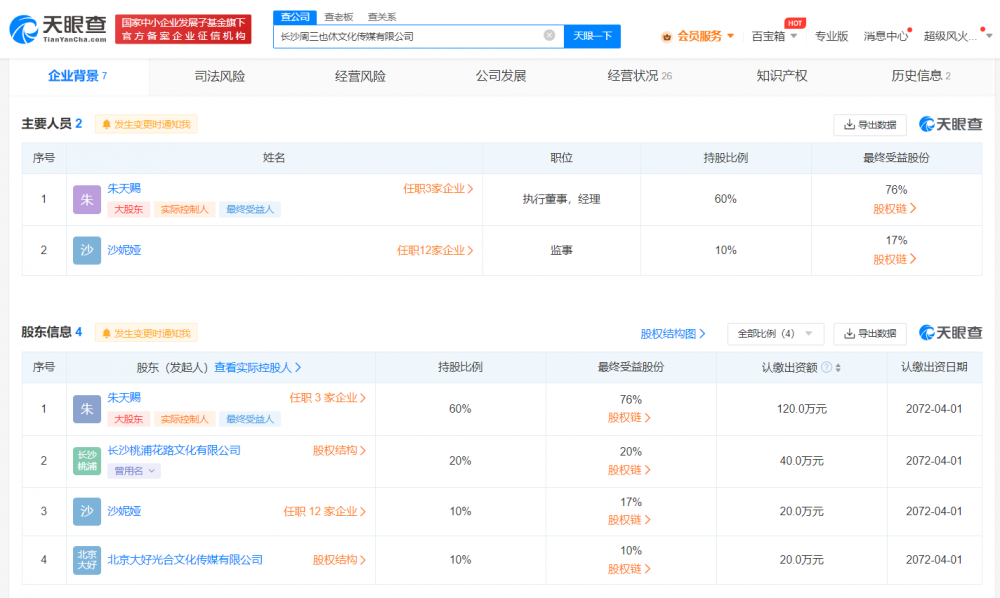 天眼查
TianYanCha.com
国家中小企业发展子基金旗下
官方备案企业征信机构
查公司 查老板 查关系
长沙周三也休文化传媒有限公司
天眼一下
会员服务 百宝箱 HOT 专业版 消息中心 超级风火...
企业背景 7 司法风险 经营风险 公司发展 经营状况 26 知识产权 历史信息 2
主要人员 2 发生变更时通知我 导出数据 天眼查
序号 姓名 职位 持股比例 最终受益股份
1 朱 朱天赐 任职3家企业 执行董事，经理 60% 76%
大股东 实际控制人 最终受益人 股权链
2 沙 沙妮娅 任职12家企业 监事 10% 17%
股权链
股东信息 4 发生变更时通知我 股权结构图 全部比例（4） 导出数据 天眼查
序号 股东（发起人） 查看实际控股人 持股比例 最终受益股份 认缴出资额 认缴出资日期
1 朱 朱天赐 任职 3 家企业 60% 76% 120.0万元 2072-04-01
大股东 实际控制人 最终受益人 股权链
2 长沙桃浦 长沙桃浦花路文化有限公司 股权结构 20% 20% 40.0万元 2072-04-01
曾用名 股权链
3 沙 沙妮娅 任职 12 家企业 10% 17% 20.0万元 2072-04-01
股权链
4 北京大好 北京大好光合文化传媒有限公司 股权结构 10% 10% 20.0万元 2072-04-01
股权链